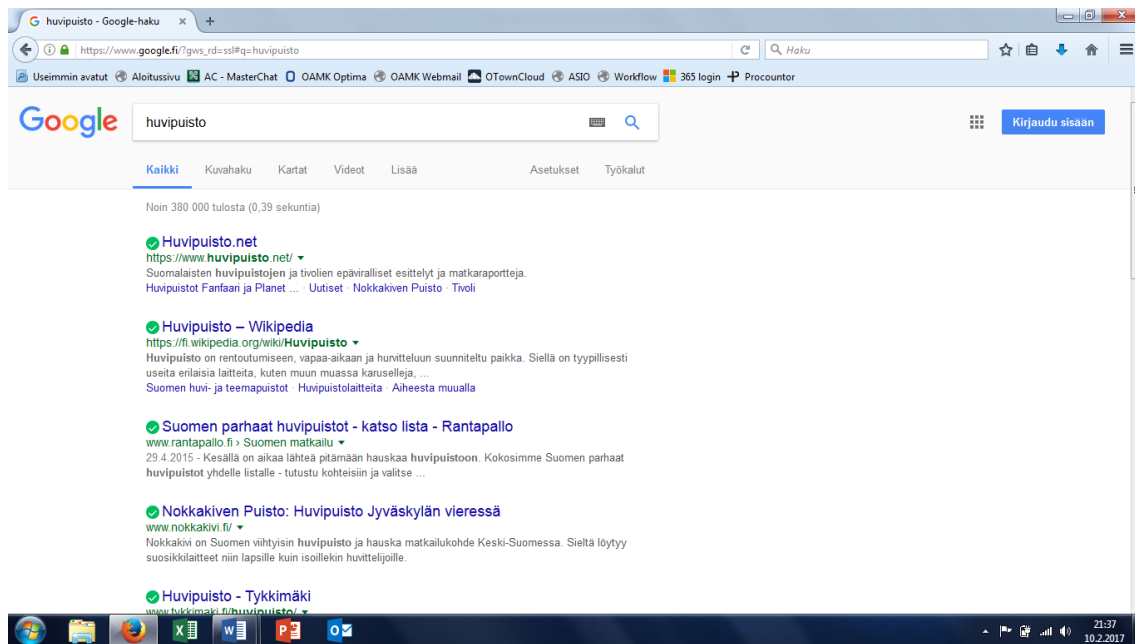 huvipuisto - Google-haku
https://www.google.fi/?gws_rd=ssl#q=huvipuisto
Haku
Useimmin avatut Aloitussivu AC - MasterChat OAMK Optima OAMK Webmail OTownCloud ASIO Workflow 365 login Procountor
Google huvipuisto Kirjaudu sisään
Kaikki Kuvahaku Kartat Videot Lisää Asetukset Työkalut
Noin 380 000 tulosta (0,39 sekuntia)
Huvipuisto.net
https://www.huvipuisto.net/
Suomalaisten huvipuistojen ja tivolien epäviralliset esittelyt ja matkaraportteja.
Huvipuistot Fanfaari ja Planet ... · Uutiset · Nokkakiven Puisto · Tivoli
Huvipuisto – Wikipedia
https://fi.wikipedia.org/wiki/Huvipuisto
Huvipuisto on rentoutumiseen, vapaa-aikaan ja huvitteluun suunniteltu paikka. Siellä on tyypillisesti
useita erilaisia laitteita, kuten muun muassa karuselleja, ...
Suomen huvi- ja teemapuistot · Huvipuistolaitteita · Aiheesta muualla
Suomen parhaat huvipuistot - katso lista - Rantapallo
www.rantapallo.fi › Suomen matkailu
29.4.2015 - Kesällä on aikaa lähteä pitämään hauskaa huvipuistoon. Kokosimme Suomen parhaat
huvipuistot yhdelle listalle - tutustu kohteisiin ja valitse ...
Nokkakiven Puisto: Huvipuisto Jyväskylän vieressä
www.nokkakivi.fi/
Nokkakivi on Suomen viihtyisin huvipuisto ja hauska matkailukohde Keski-Suomessa. Sieltä löytyy
suosikkilaitteet niin lapsille kuin isoillekin huvittelijoille.
Huvipuisto - Tykkimäki
www.tykkimaki.fi/huvipuisto/
21:37
10.2.2017